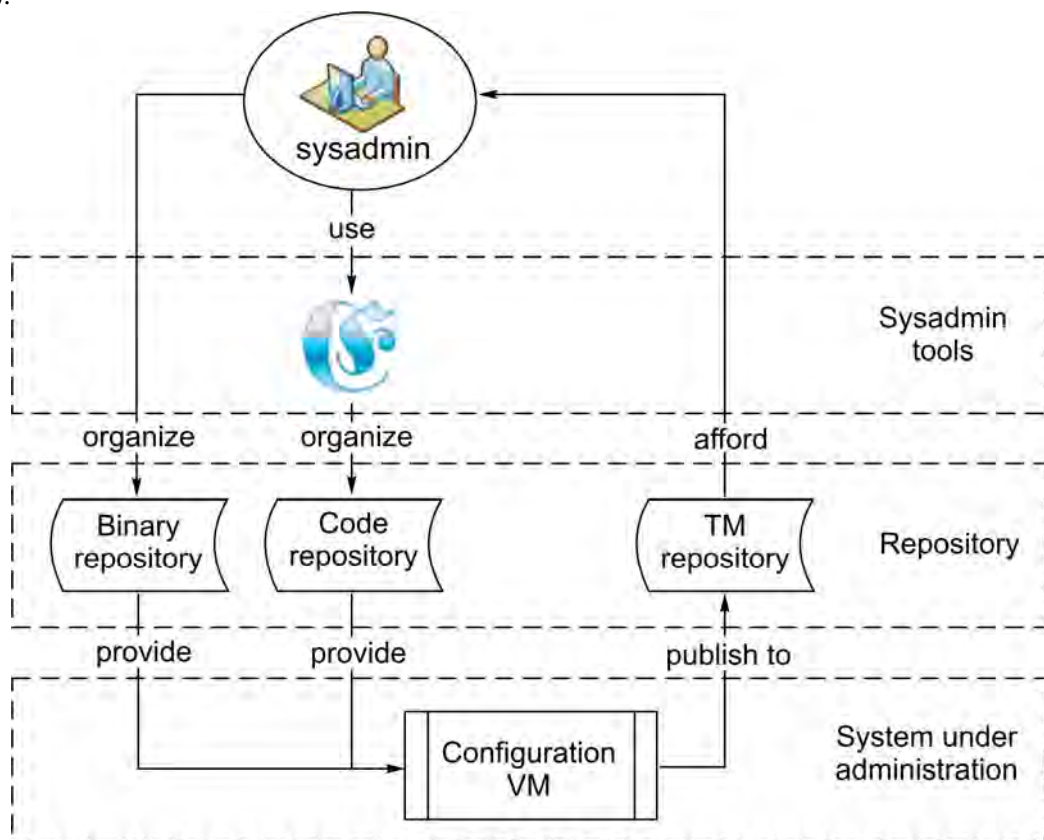 sysadmin
use
Sysadmin
tools
organize
organize
afford
Binary
repository
Code
repository
TM
repository
Repository
provide
provide
publish to
Configuration
VM
System under
administration